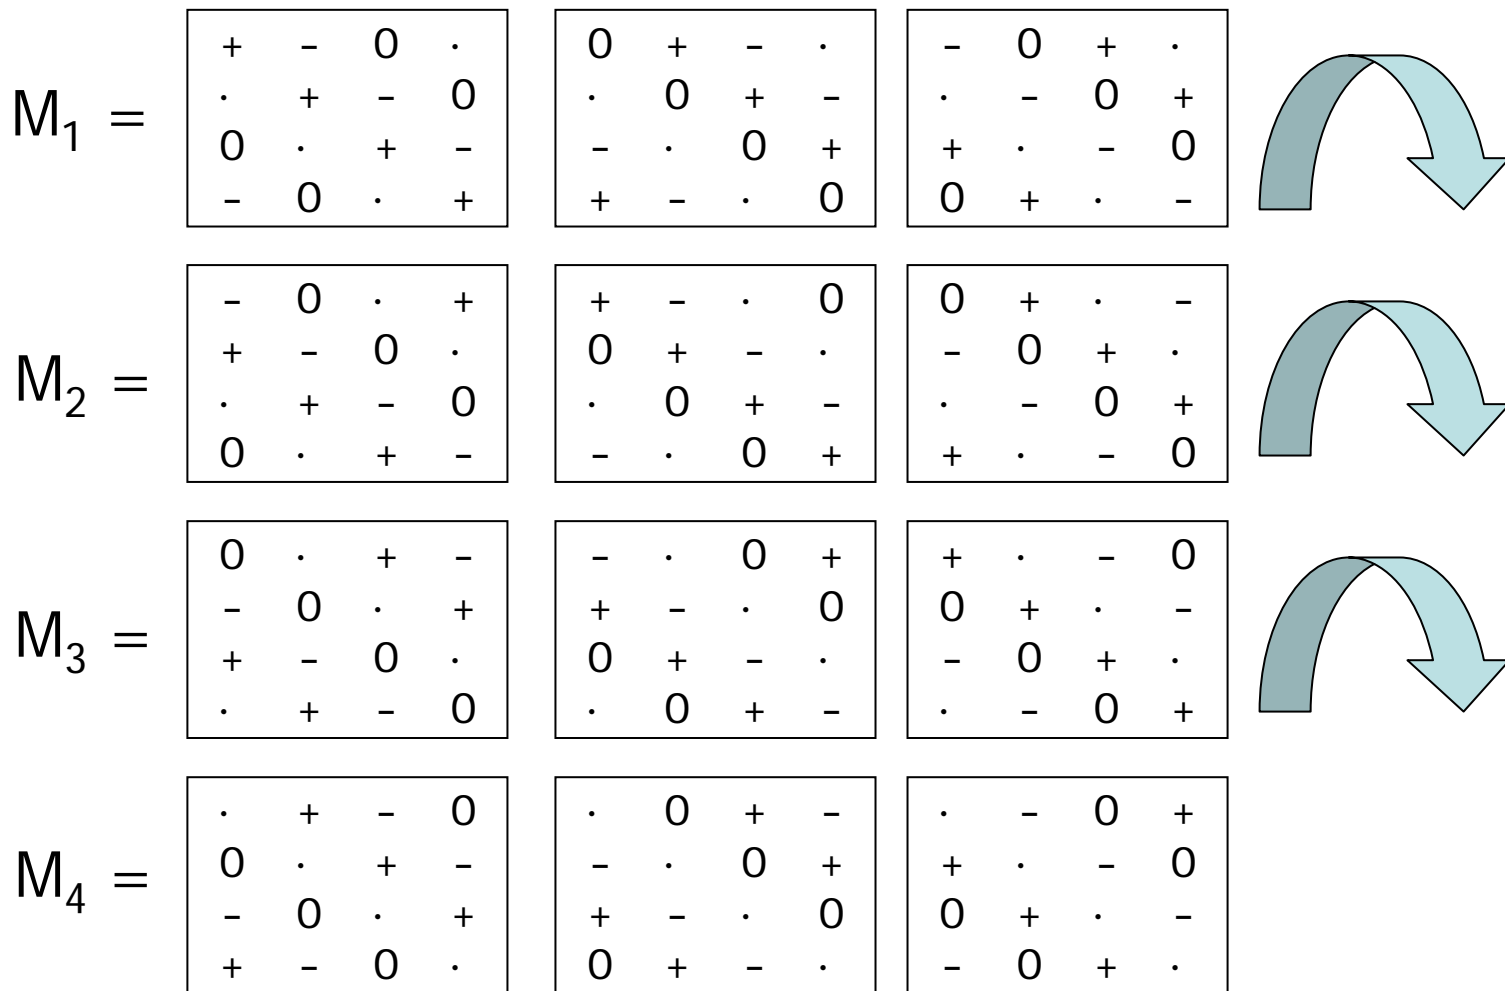 + – 0 · 0 + – · – 0 + ·
· + – 0 · 0 + – · – 0 +
M₁ =
0 · + – – · 0 + + · – 0
– 0 · + + – · 0 0 + · –
– 0 · + + – · 0 0 + · –
+ – 0 · 0 + – · – 0 + ·
M₂ =
· + – 0 · 0 + – · – 0 +
0 · + – – · 0 + + · – 0
0 · + – – · 0 + + · – 0
– 0 · + + – · 0 0 + · –
M₃ =
+ – 0 · 0 + – · – 0 + ·
· + – 0 · 0 + – · – 0 +
· + – 0 · 0 + – · – 0 +
0 · + – – · 0 + + · – 0
M₄ =
– 0 · + + – · 0 0 + · –
+ – 0 · 0 + – · – 0 + ·